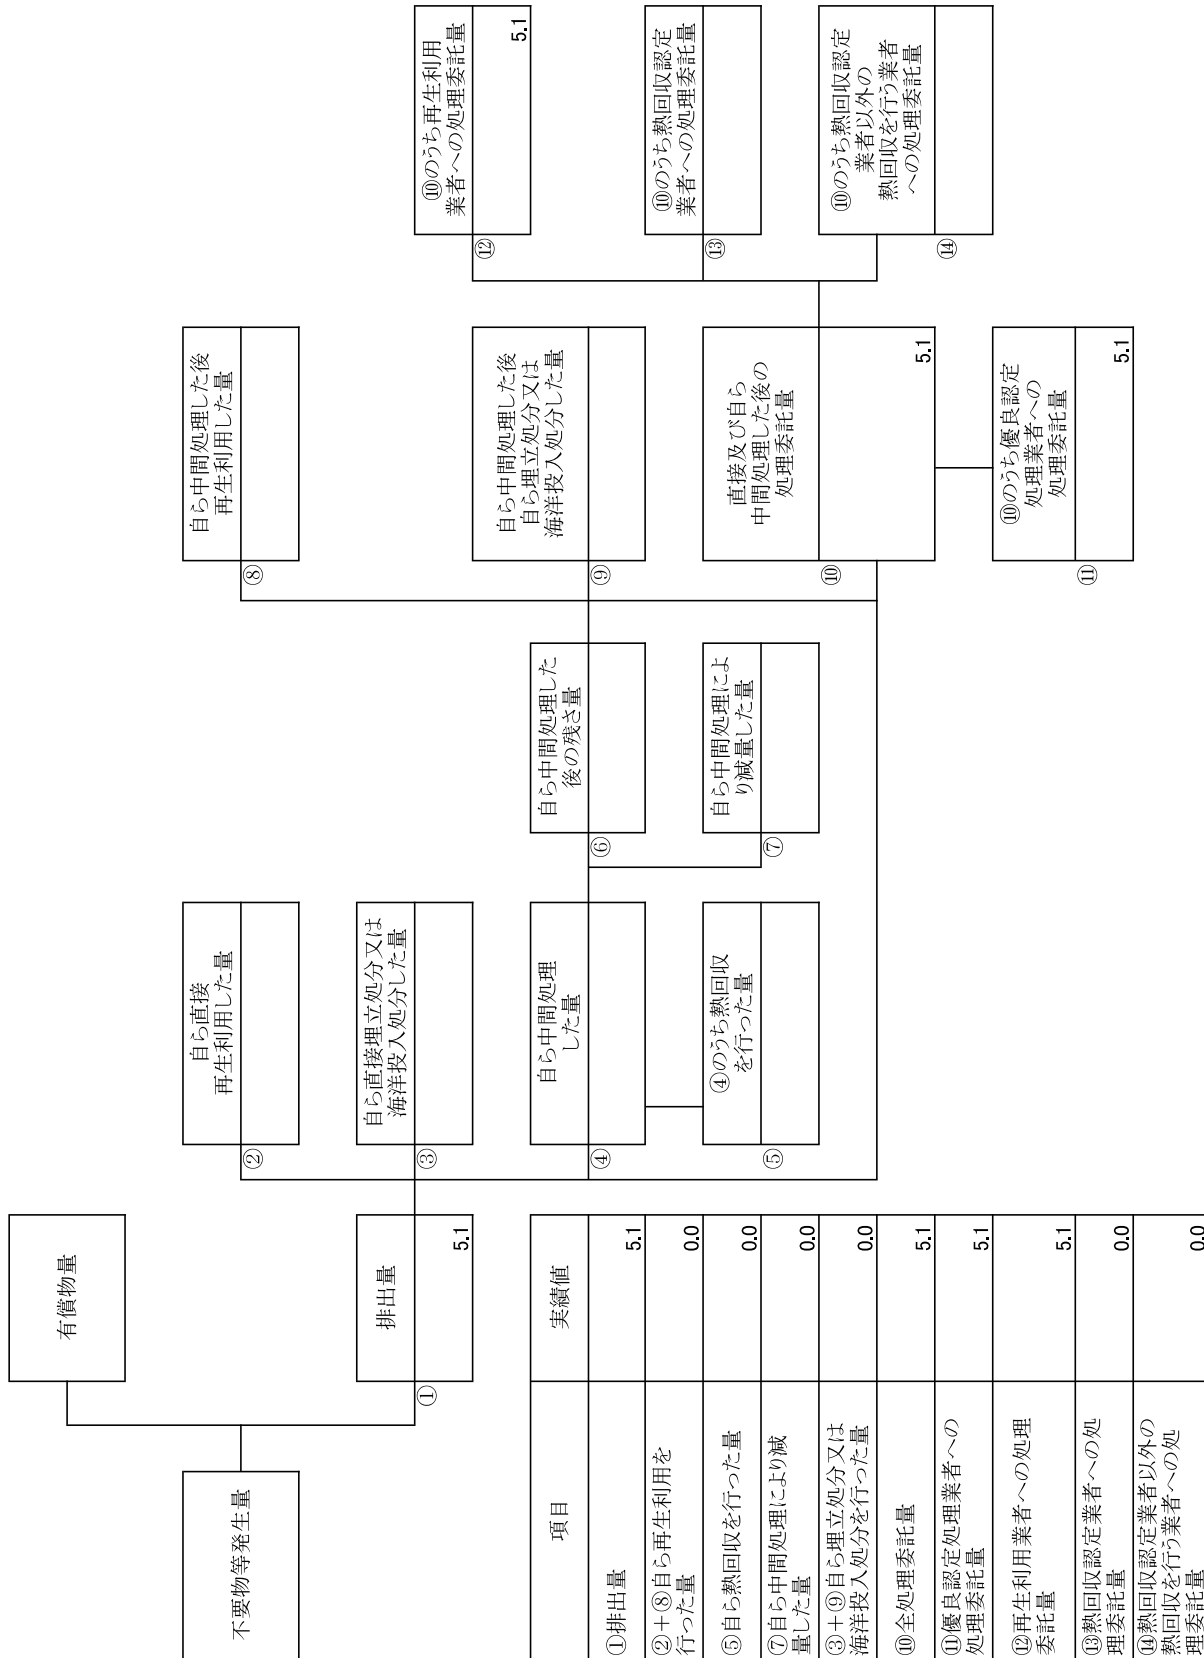 不要物等発生量
有償物量
排出量
①
5.1
自ら直接
再生利用した量
②
自ら直接埋立処分又は
海洋投入処分した量
③
自ら中間処理
した量
④
④のうち熱回収
を行った量
⑤
自ら中間処理した
後の残さ量
⑥
自ら中間処理によ
り減量した量
⑦
自ら中間処理した後
再生利用した量
⑧
自ら中間処理した後
自ら埋立処分又は
海洋投入処分した量
⑨
直接及び自ら
中間処理した後の
処理委託量
⑩
5.1
⑩のうち優良認定
処理業者への
処理委託量
⑪
5.1
⑩のうち再生利用
業者への処理委託量
⑫
5.1
⑩のうち熱回収認定
業者への処理委託量
⑬
⑩のうち熱回収認定
業者以外の
熱回収を行う業者
への処理委託量
⑭
項目 実績値
①排出量 5.1
②+⑧自ら再生利用を
行った量 0.0
⑤自ら熱回収を行った量 0.0
⑦自ら中間処理により減
量した量 0.0
③+⑨自ら埋立処分又は
海洋投入処分を行った量 0.0
⑩全処理委託量 5.1
⑪優良認定処理業者への
処理委託量 5.1
⑫再生利用業者への処理
委託量 5.1
⑬熱回収認定業者への処
理委託量 0.0
⑭熱回収認定業者以外の
熱回収を行う業者への処
理委託量 0.0